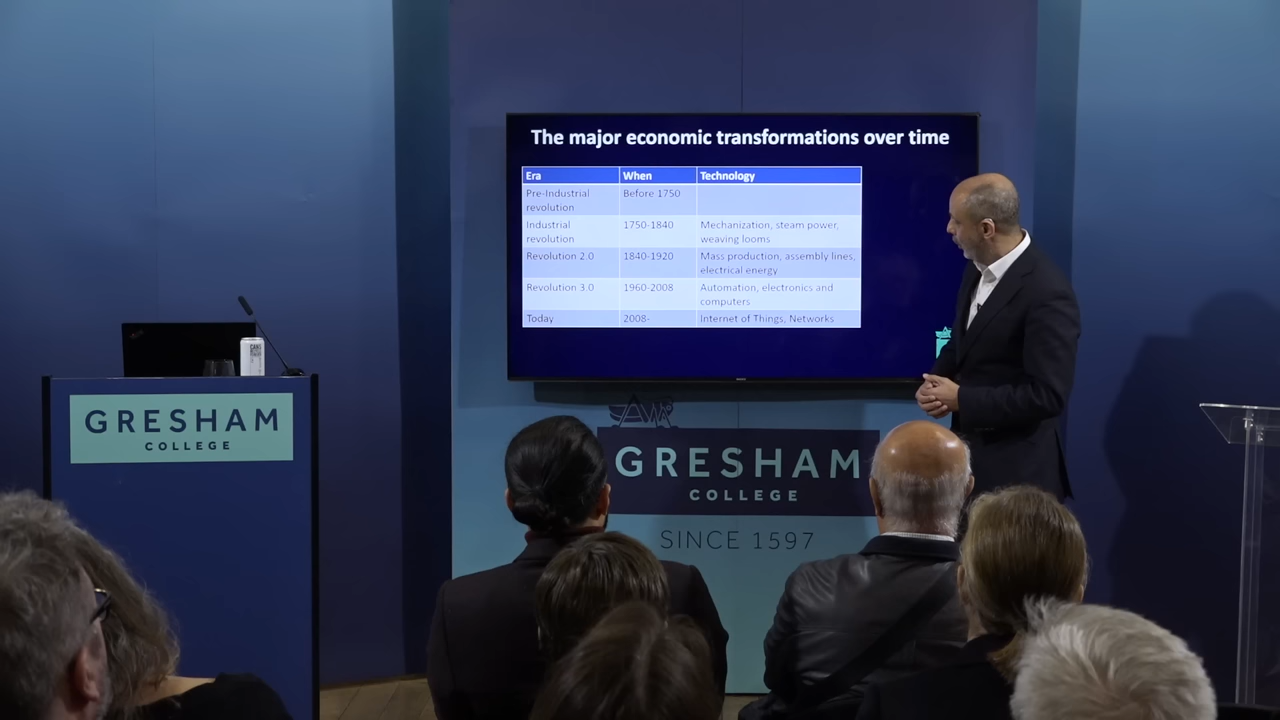 The major economic transformations over time
Era When Technology
Pre-Industrial Before 1750
revolution
Industrial 1750-1840 Mechanization, steam power,
revolution weaving looms
Revolution 2.0 1840-1920 Mass production, assembly lines,
electrical energy
Revolution 3.0 1960-2008 Automation, electronics and
computers
Today 2008- Internet of Things, Networks
GRESHAM
COLLEGE
GRESHAM
COLLEGE
SINCE 1597